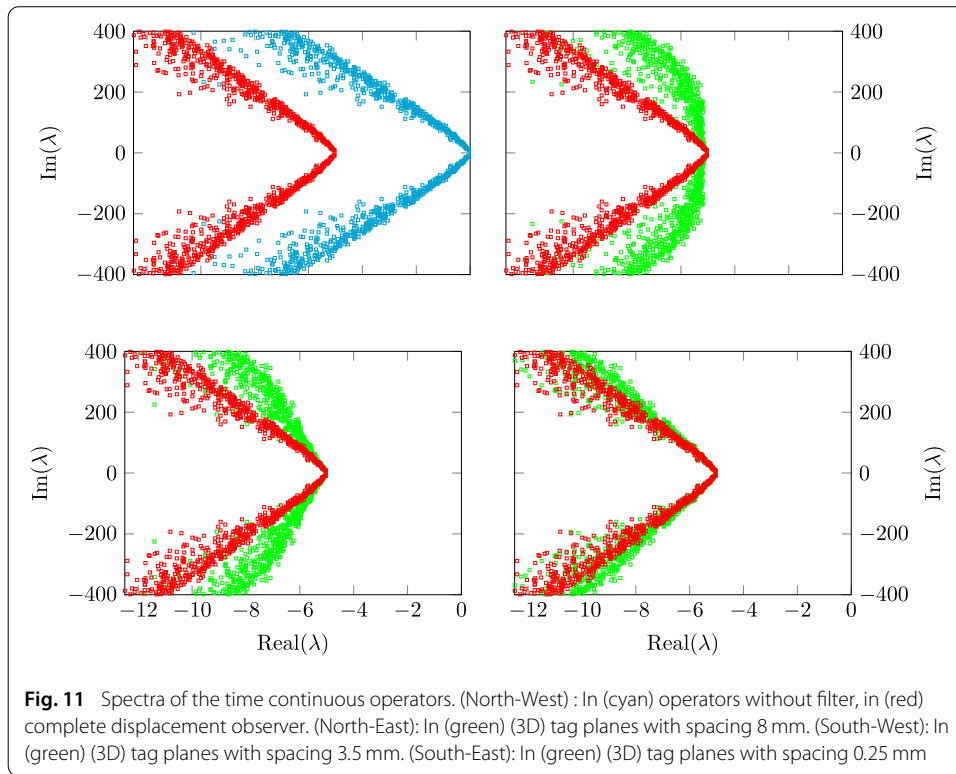 400
200
0
−200
−400
Im(λ)
400
200
0
−200
−400
Im(λ)
400
200
0
−200
−400
Im(λ)
−12 −10 −8 −6 −4 −2 0
Real(λ)
400
200
0
−200
−400
Im(λ)
−12 −10 −8 −6 −4 −2 0
Real(λ)
Fig. 11 Spectra of the time continuous operators. (North-West) : In (cyan) operators without filter, in (red)
complete displacement observer. (North-East): In (green) (3D) tag planes with spacing 8 mm. (South-West): In
(green) (3D) tag planes with spacing 3.5 mm. (South-East): In (green) (3D) tag planes with spacing 0.25 mm